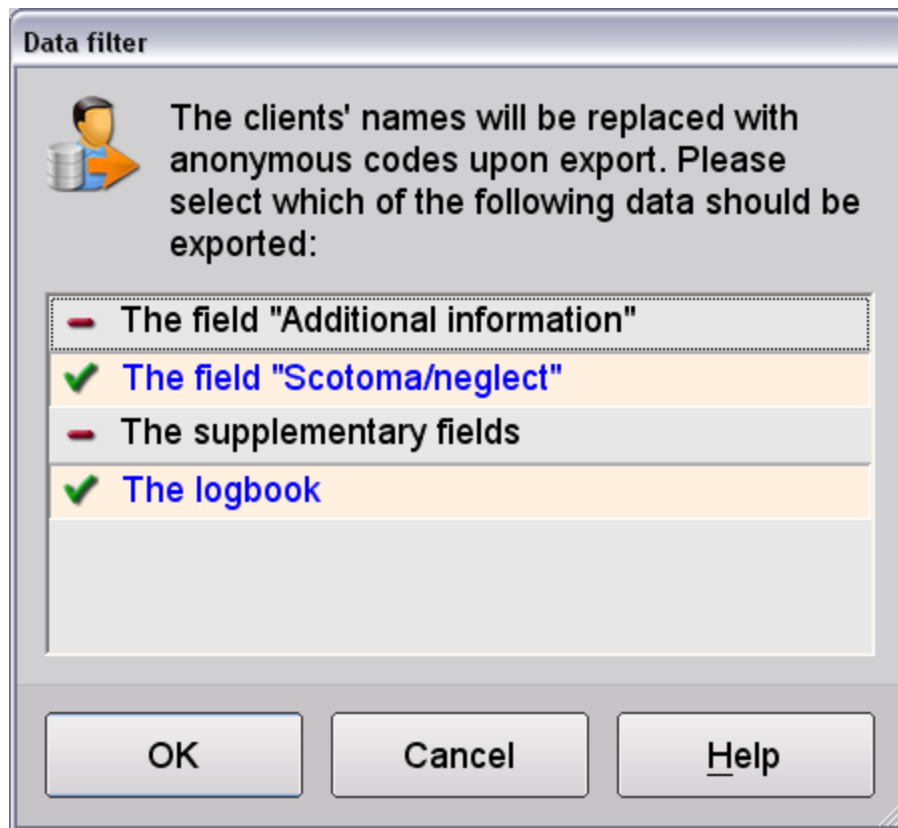 Data filter
The clients' names will be replaced with
anonymous codes upon export. Please
select which of the following data should be
exported:
The field "Additional information"
The field "Scotoma/neglect"
The supplementary fields
The logbook
OK
Cancel
Help